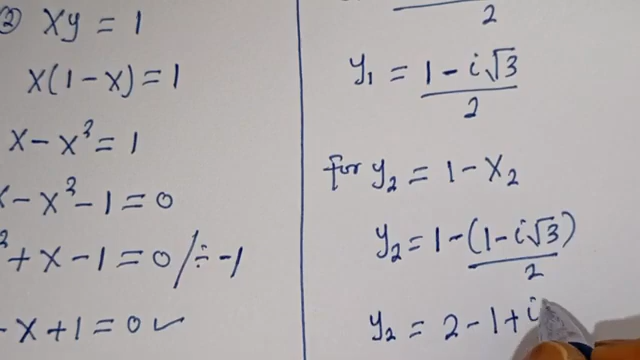 ② xy = 1
x(1 - x) = 1
x - x² = 1
x - x² - 1 = 0
² + x - 1 = 0 / ÷ -1
- x + 1 = 0 ✓
2
y₁ = 1 - i√3
2
for y₂ = 1 - x₂
y₂ = 1 - (1 - i√3)
2
y₂ = 2 - 1 + i